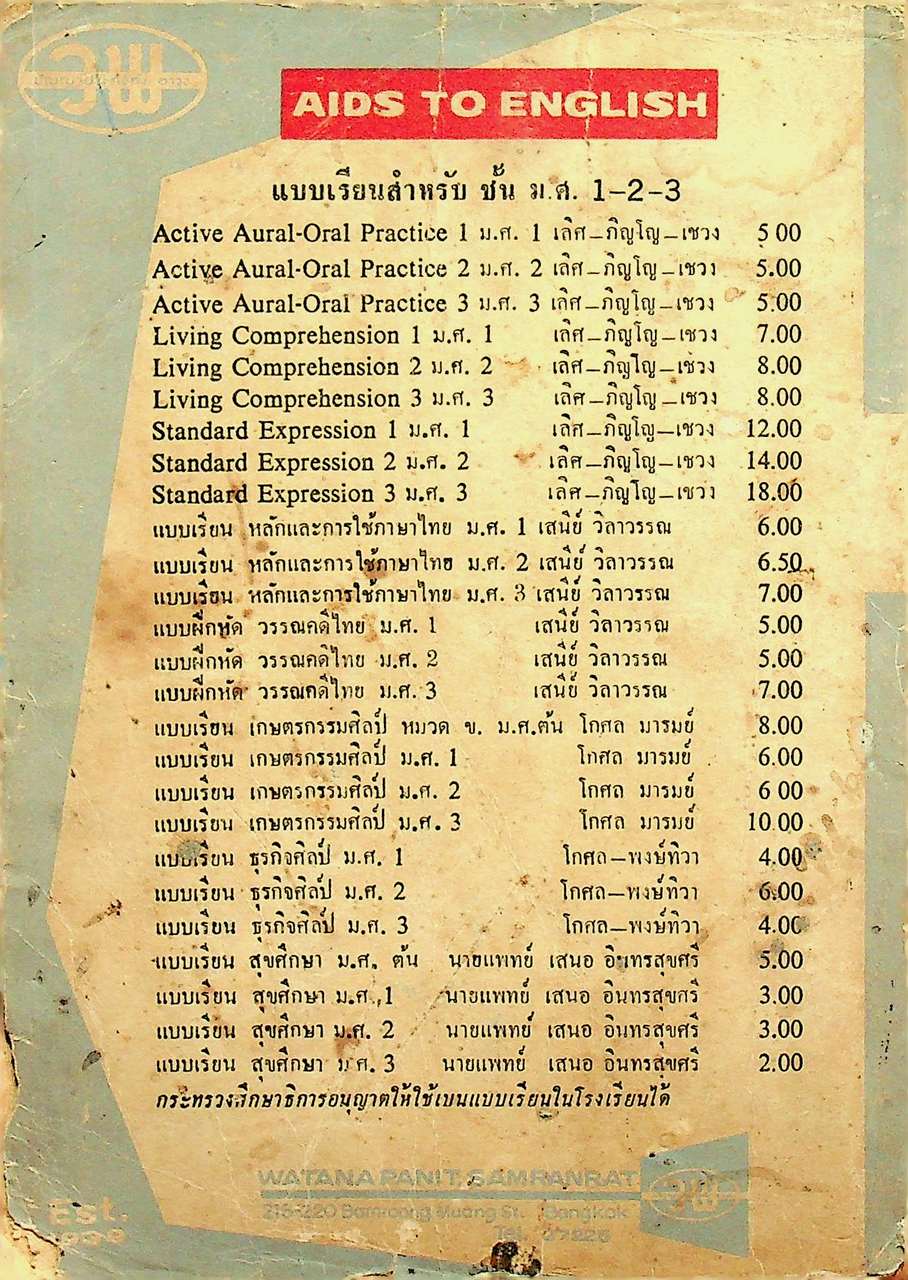 วพ
AIDS TO ENGLISH
แบบเรียนสำหรับ ชั้น ม.ศ. 1-2-3
Active Aural-Oral Practice 1 ม.ศ. 1 เลิศ–ภิญโญ–เชวง 5 00
Active Aural-Oral Practice 2 ม.ศ. 2 เลิศ–ภิญโญ–เชวง 5.00
Active Aural-Oral Practice 3 ม.ศ. 3 เลิศ–ภิญโญ–เชวง 5.00
Living Comprehension 1 ม.ศ. 1 เลิศ–ภิญโญ–เชวง 7.00
Living Comprehension 2 ม.ศ. 2 เลิศ–ภิญโญ–เชวง 8.00
Living Comprehension 3 ม.ศ. 3 เลิศ–ภิญโญ–เชวง 8.00
Standard Expression 1 ม.ศ. 1 เลิศ–ภิญโญ–เชวง 12.00
Standard Expression 2 ม.ศ. 2 เลิศ–ภิญโญ–เชวง 14.00
Standard Expression 3 ม.ศ. 3 เลิศ–ภิญโญ–เชวง 18.00
แบบเรียน หลักและการใช้ภาษาไทย ม.ศ. 1 เสนีย์ วิลาวรรณ 6.00
แบบเรียน หลักและการใช้ภาษาไทย ม.ศ. 2 เสนีย์ วิลาวรรณ 6.50
แบบเรียน หลักและการใช้ภาษาไทย ม.ศ. 3 เสนีย์ วิลาวรรณ 7.00
แบบฝึกหัด วรรณคดีไทย ม.ศ. 1 เสนีย์ วิลาวรรณ 5.00
แบบฝึกหัด วรรณคดีไทย ม.ศ. 2 เสนีย์ วิลาวรรณ 5.00
แบบฝึกหัด วรรณคดีไทย ม.ศ. 3 เสนีย์ วิลาวรรณ 7.00
แบบเรียน เกษตรกรรมศิลป์ หมวด ข. ม.ศ.ต้น โกศล มารมย์ 8.00
แบบเรียน เกษตรกรรมศิลป์ ม.ศ. 1 โกศล มารมย์ 6.00
แบบเรียน เกษตรกรรมศิลป์ ม.ศ. 2 โกศล มารมย์ 6 00
แบบเรียน เกษตรกรรมศิลป์ ม.ศ. 3 โกศล มารมย์ 10.00
แบบเรียน ธุรกิจศิลป์ ม.ศ. 1 โกศล–พงษ์ทิวา 4.00
แบบเรียน ธุรกิจศิลป์ ม.ศ. 2 โกศล–พงษ์ทิวา 6.00
แบบเรียน ธุรกิจศิลป์ ม.ศ. 3 โกศล–พงษ์ทิวา 4.00
แบบเรียน สุขศึกษา ม.ศ. ต้น นายแพทย์ เสนอ อินทรสุขศรี 5.00
แบบเรียน สุขศึกษา ม.ศ. 1 นายแพทย์ เสนอ อินทรสุขศรี 3.00
แบบเรียน สุขศึกษา ม.ศ. 2 นายแพทย์ เสนอ อินทรสุขศรี 3.00
แบบเรียน สุขศึกษา ม.ศ. 3 นายแพทย์ เสนอ อินทรสุขศรี 2.00
กระทรวงศึกษาธิการอนุญาตให้ใช้เบนแบบเรียนในโรงเรียนได้
WATANA PANIT, SAMRANRAT
216-220 Bamroong Muang St. Bangkok
วพ
Tel.
Est.